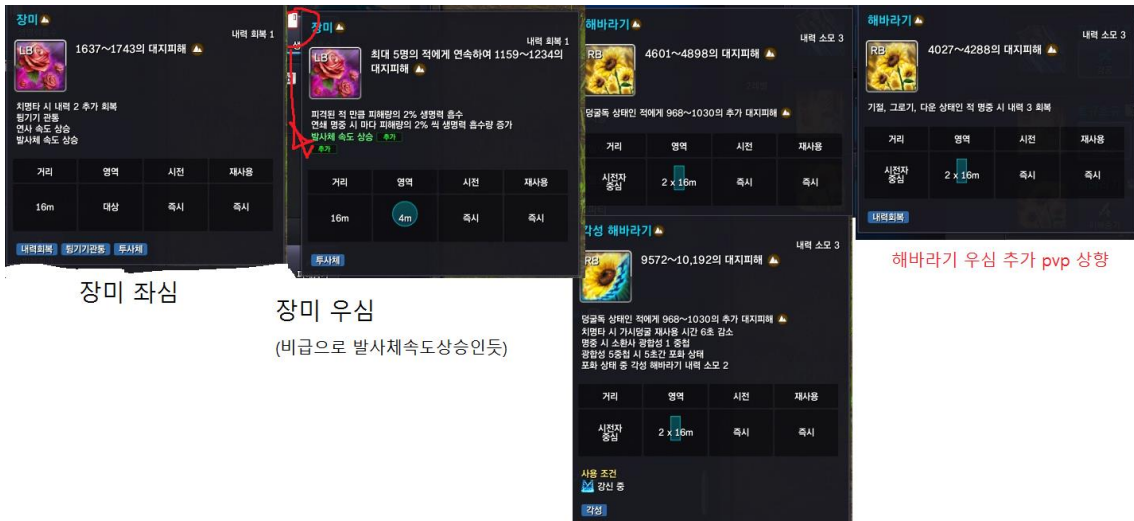 장미
내력 회복 1
LB
1637~1743의 대지피해
치명타 시 내력 2 추가 회복
튕기기 관통
연사 속도 상승
발사체 속도 상승
거리 영역 시전 재사용
16m 대상 즉시 즉시
내력회복 튕기기관통 투사체
장미 좌심
장미
내력 회복 1
LB
최대 5명의 적에게 연속하여 1159~1234의
대지피해
피격된 적 만큼 피해량의 2% 생명력 흡수
연쇄 명중 시 마다 피해량의 2% 씩 생명력 흡수량 증가
발사체 속도 상승 추가
추가
거리 영역 시전 재사용
16m 4m 즉시 즉시
투사체
장미 우심
(비급으로 발사체속도상승인듯)
해바라기
내력 소모 3
RB
4601~4898의 대지피해
덩굴독 상태인 적에게 968~1030의 추가 대지피해
거리 영역 시전 재사용
시전자
중심 2 x 16m 즉시 즉시
각성 해바라기
내력 소모 3
RB
9572~10,192의 대지피해
덩굴독 상태인 적에게 968~1030의 추가 대지피해
치명타 시 가시덩굴 재사용 시간 6초 감소
명중 시 소환사 광합성 1 중첩
광합성 5중첩 시 5초간 포화 상태
포화 상태 중 각성 해바라기 내력 소모 2
거리 영역 시전 재사용
시전자
중심 2 x 16m 즉시 즉시
사용 조건
강신 중
각성
해바라기
내력 소모 3
RB
4027~4288의 대지피해
기절, 그로기, 다운 상태인 적 명중 시 내력 3 회복
거리 영역 시전 재사용
시전자
중심 2 x 16m 즉시 즉시
내력회복
해바라기 우심 추가 pvp 상향